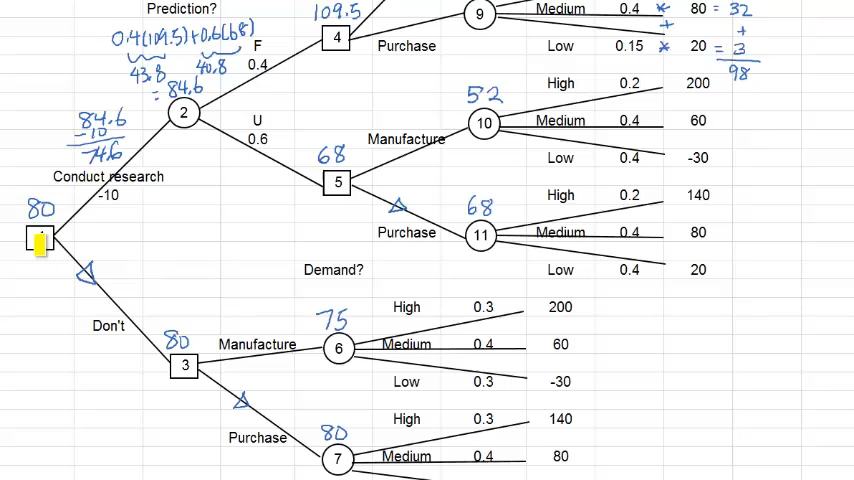 Prediction? 109.5 9 Medium 0.4 * 80 = 32
0.4(109.5)+0.6(68) F 4 + +
43.8 40.8 0.4 Purchase Low 0.15 * 20 = 3
= 84.6 98
2 52 High 0.2 200
84.6 U 10 Medium 0.4 60
-10 0.6 Manufacture
74.6 68 Low 0.4 -30
Conduct research 5
-10 68 High 0.2 140
80 Purchase 11 Medium 0.4 80
Demand? Low 0.4 20
75 High 0.3 200
Don't 80 Manufacture 6 Medium 0.4 60
3 Low 0.3 -30
80 High 0.3 140
Purchase 7 Medium 0.4 80